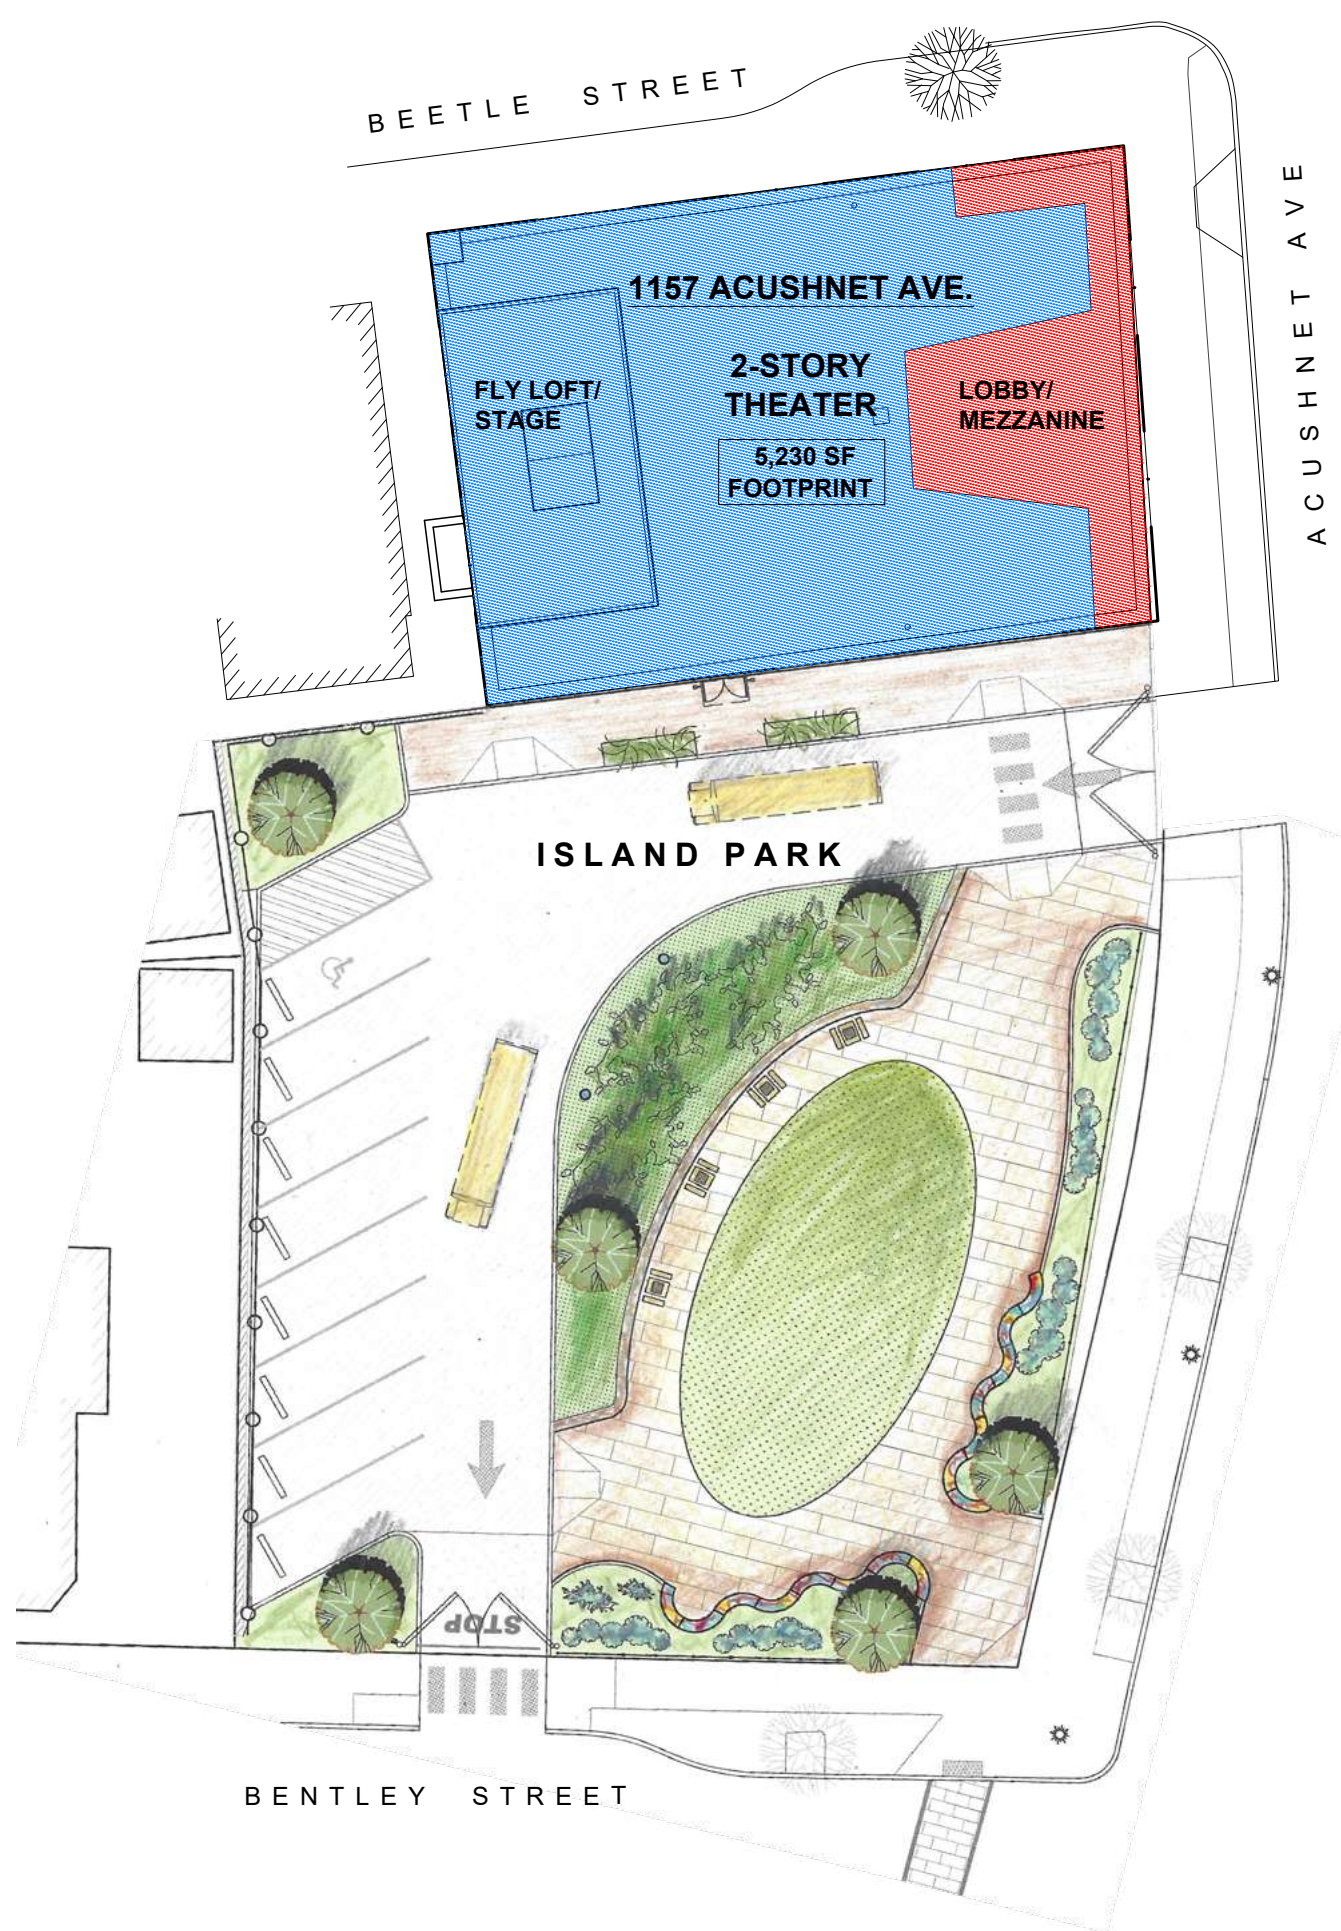 BEETLE STREET
ACUSHNET AVE
1157 ACUSHNET AVE.
2-STORY
THEATER
5,230 SF
FOOTPRINT
FLY LOFT/
STAGE
LOBBY/
MEZZANINE
ISLAND PARK
STOP
BENTLEY STREET